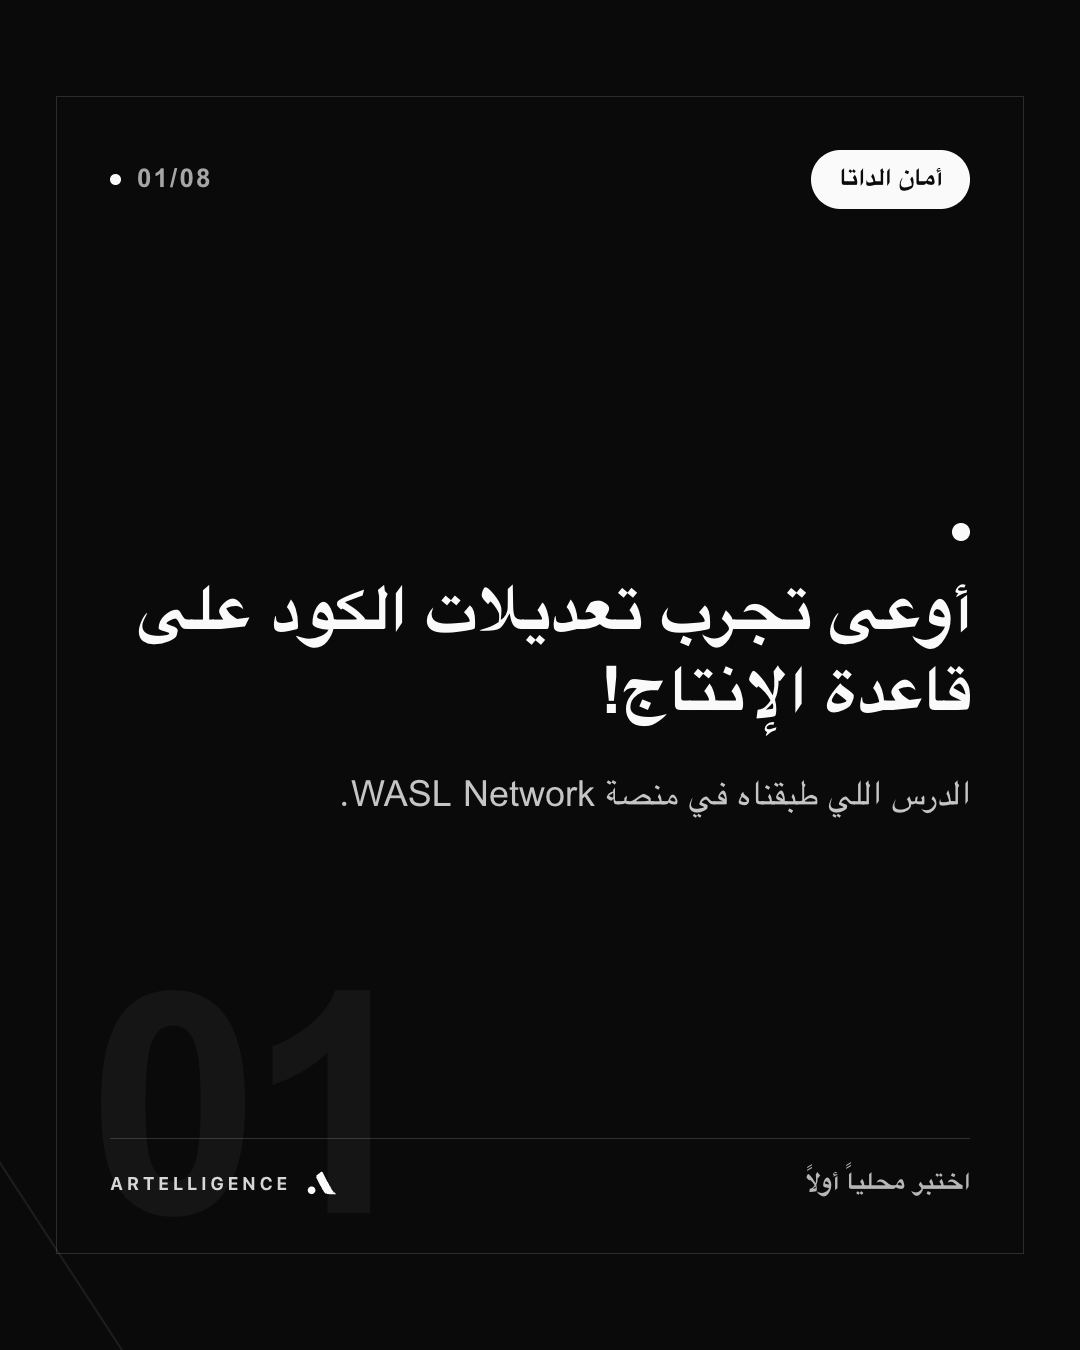 أمان الداتا
01/08
أوعى تجرب تعديلات الكود على
قاعدة الإنتاج!
الدرس اللي طبقناه في منصة WASL Network.
01
اختبر محلياً أولاً
ARTELLIGENCE